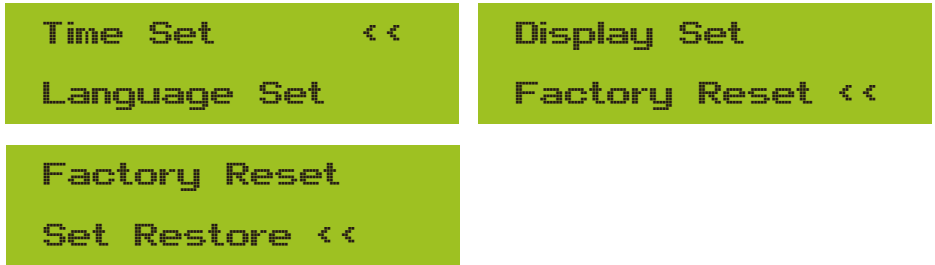 Time Set <<
Language Set
Display Set
Factory Reset <<
Factory Reset
Set Restore <<